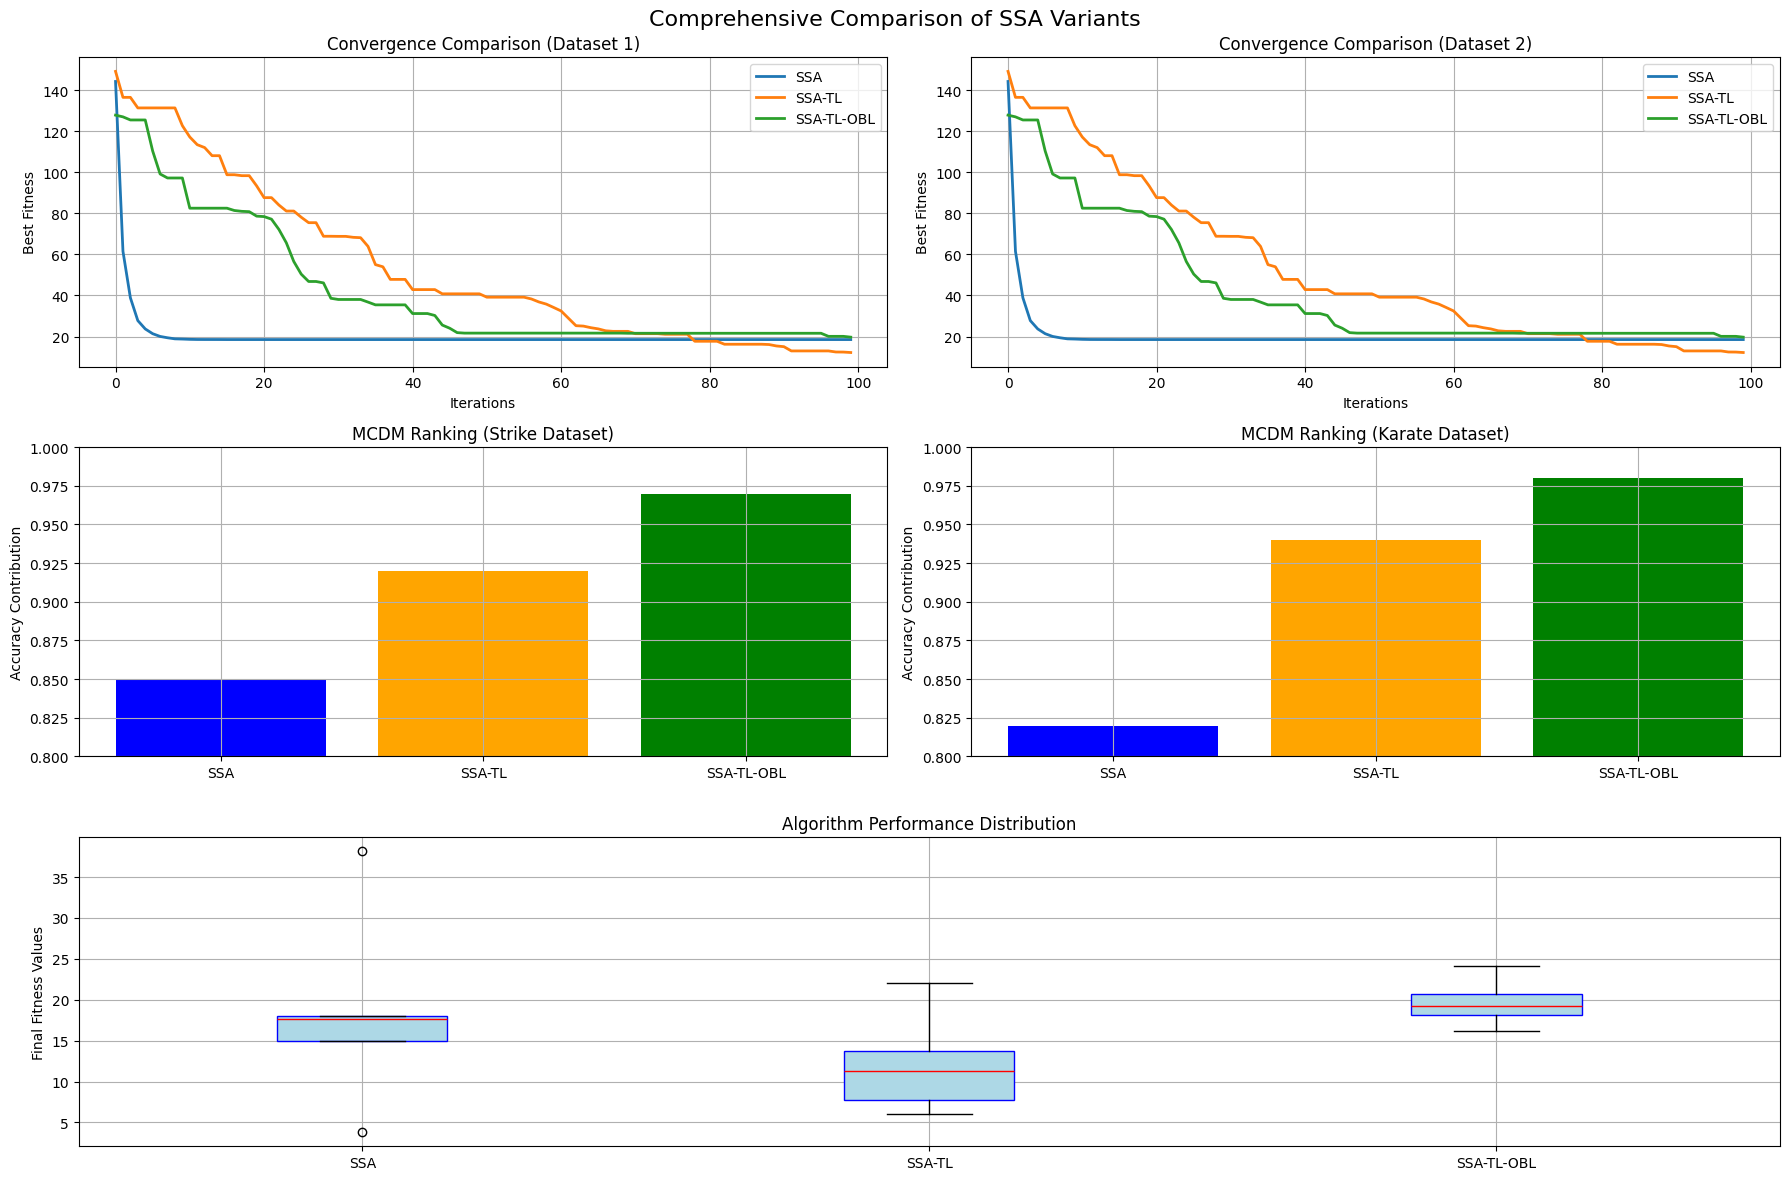 Comprehensive Comparison of SSA Variants
Convergence Comparison (Dataset 1)
Best Fitness
140
120
100
80
60
40
20
0
20
40
60
80
100
Iterations
SSA
SSA-TL
SSA-TL-OBL
Convergence Comparison (Dataset 2)
Best Fitness
140
120
100
80
60
40
20
0
20
40
60
80
100
Iterations
SSA
SSA-TL
SSA-TL-OBL
MCDM Ranking (Strike Dataset)
Accuracy Contribution
1.000
0.975
0.950
0.925
0.900
0.875
0.850
0.825
0.800
SSA
SSA-TL
SSA-TL-OBL
MCDM Ranking (Karate Dataset)
Accuracy Contribution
1.000
0.975
0.950
0.925
0.900
0.875
0.850
0.825
0.800
SSA
SSA-TL
SSA-TL-OBL
Algorithm Performance Distribution
Final Fitness Values
35
30
25
20
15
10
5
SSA
SSA-TL
SSA-TL-OBL